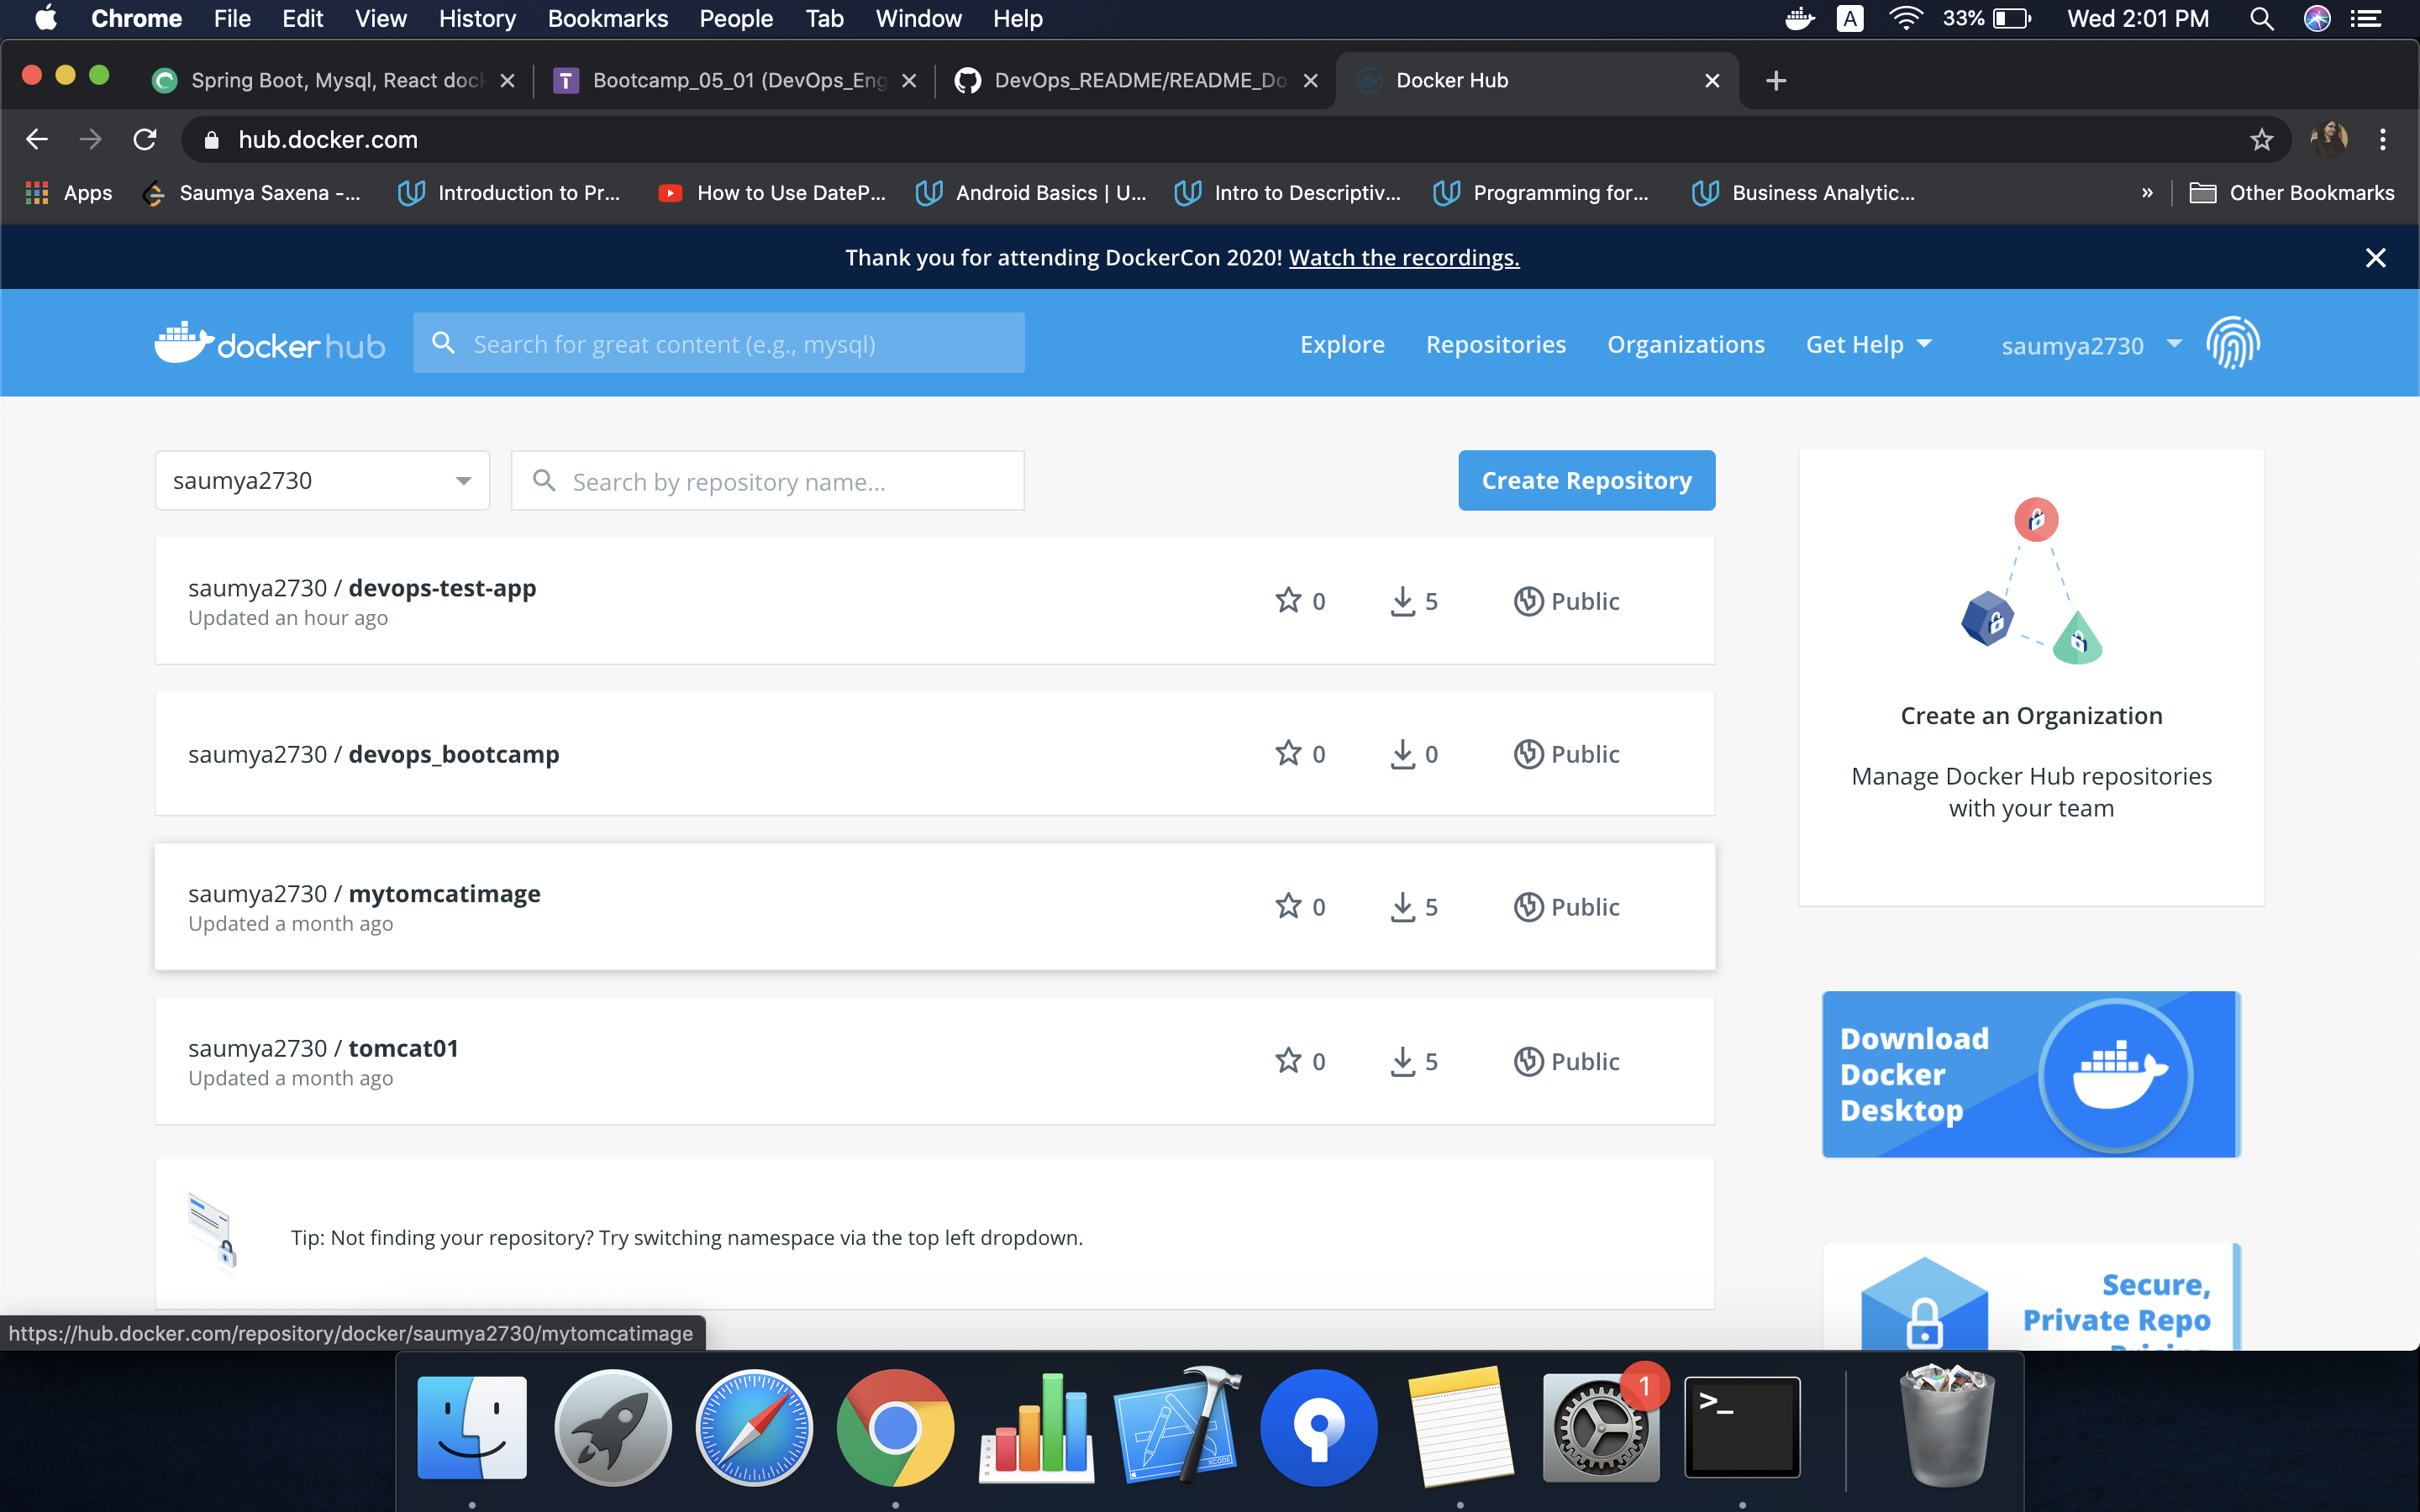 Chrome File Edit View History Bookmarks People Tab Window Help
A 33% Wed 2:01 PM
Spring Boot, Mysql, React dock
T Bootcamp_05_01 (DevOps_Eng
DevOps_README/README_Do
Docker Hub
hub.docker.com
Apps Saumya Saxena -... Introduction to Pr... How to Use DateP... Android Basics | U... Intro to Descriptiv... Programming for... Business Analytic... » Other Bookmarks
Thank you for attending DockerCon 2020! Watch the recordings.
docker hub Search for great content (e.g., mysql) Explore Repositories Organizations Get Help saumya2730
saumya2730 Search by repository name... Create Repository
saumya2730 / devops-test-app
Updated an hour ago
0 5 Public
saumya2730 / devops_bootcamp 0 0 Public
saumya2730 / mytomcatimage
Updated a month ago
0 5 Public
saumya2730 / tomcat01
Updated a month ago
0 5 Public
Tip: Not finding your repository? Try switching namespace via the top left dropdown.
Create an Organization
Manage Docker Hub repositories
with your team
Download
Docker
Desktop
Secure,
Private Repo
Pricing
https://hub.docker.com/repository/docker/saumya2730/mytomcatimage
XCODE
1
>_